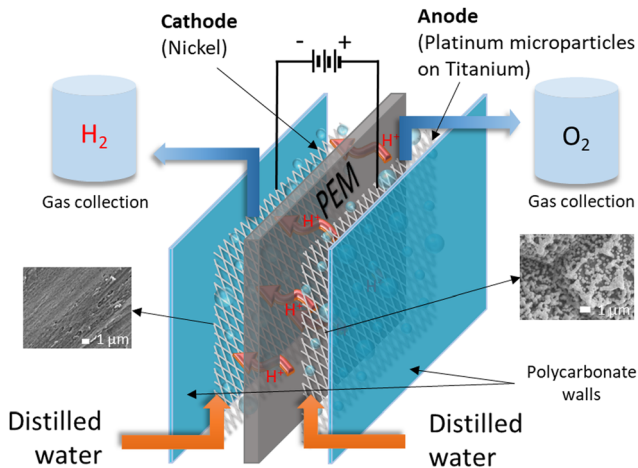 Cathode
(Nickel)
Anode
(Platinum microparticles
on Titanium)
- +
H2
O2
Gas collection
Gas collection
PEM
H+
H
H
H+
1 μm
1 μm
Polycarbonate
walls
Distilled
water
Distilled
water